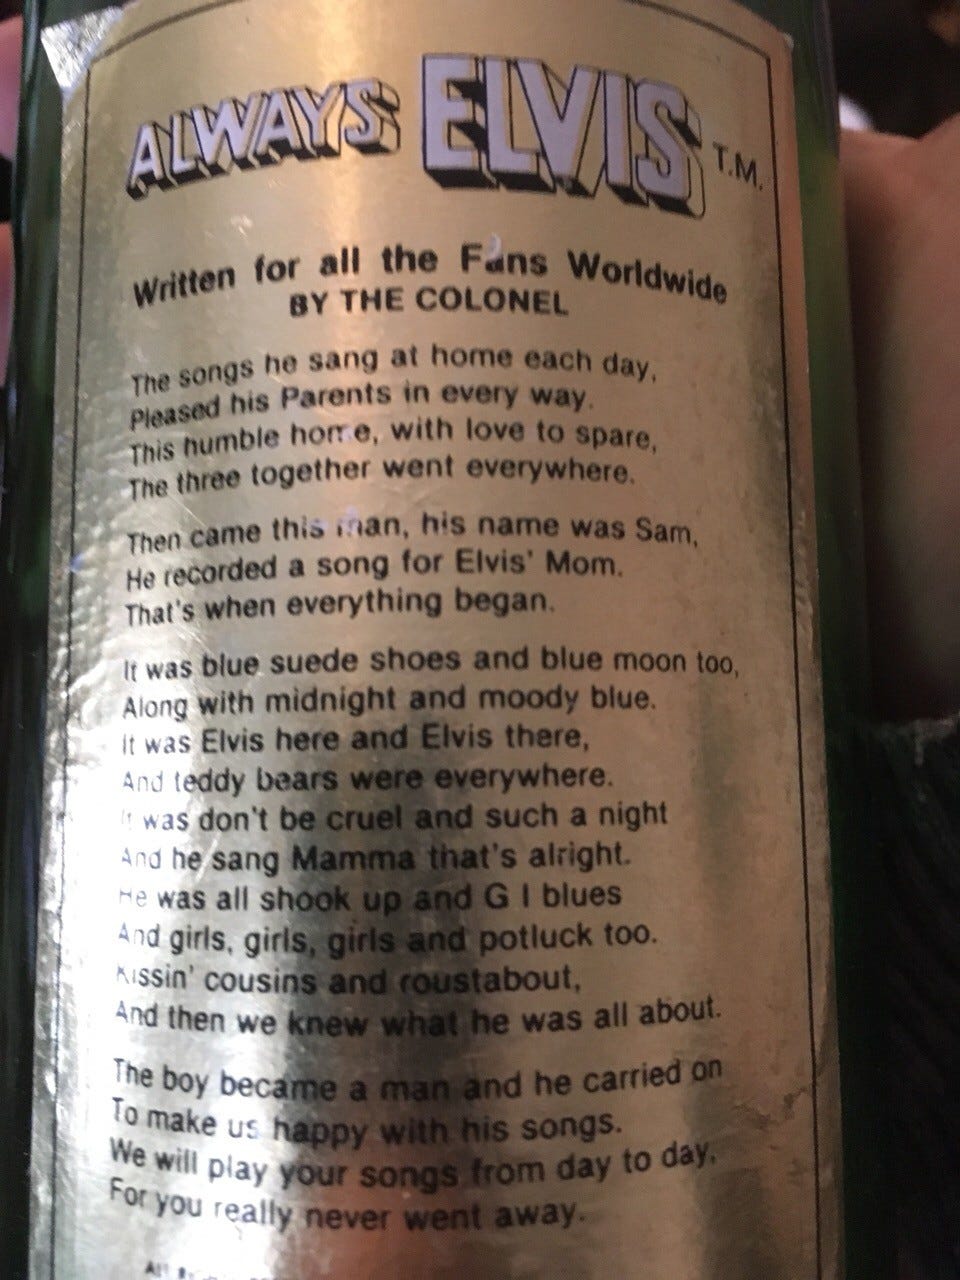 ALWAYS ELVIS T.M.
Written for all the Fans Worldwide
BY THE COLONEL
The songs he sang at home each day,
Pleased his Parents in every way.
This humble home, with love to spare,
The three together went everywhere.
Then came this man, his name was Sam,
He recorded a song for Elvis' Mom.
That's when everything began.
It was blue suede shoes and blue moon too,
Along with midnight and moody blue.
It was Elvis here and Elvis there,
And teddy bears were everywhere.
It was don't be cruel and such a night
And he sang Mamma that's alright.
He was all shook up and G I blues
And girls, girls, girls and potluck too.
Kissin' cousins and roustabout,
And then we knew what he was all about.
The boy became a man and he carried on
To make us happy with his songs.
We will play your songs from day to day,
For you really never went away.